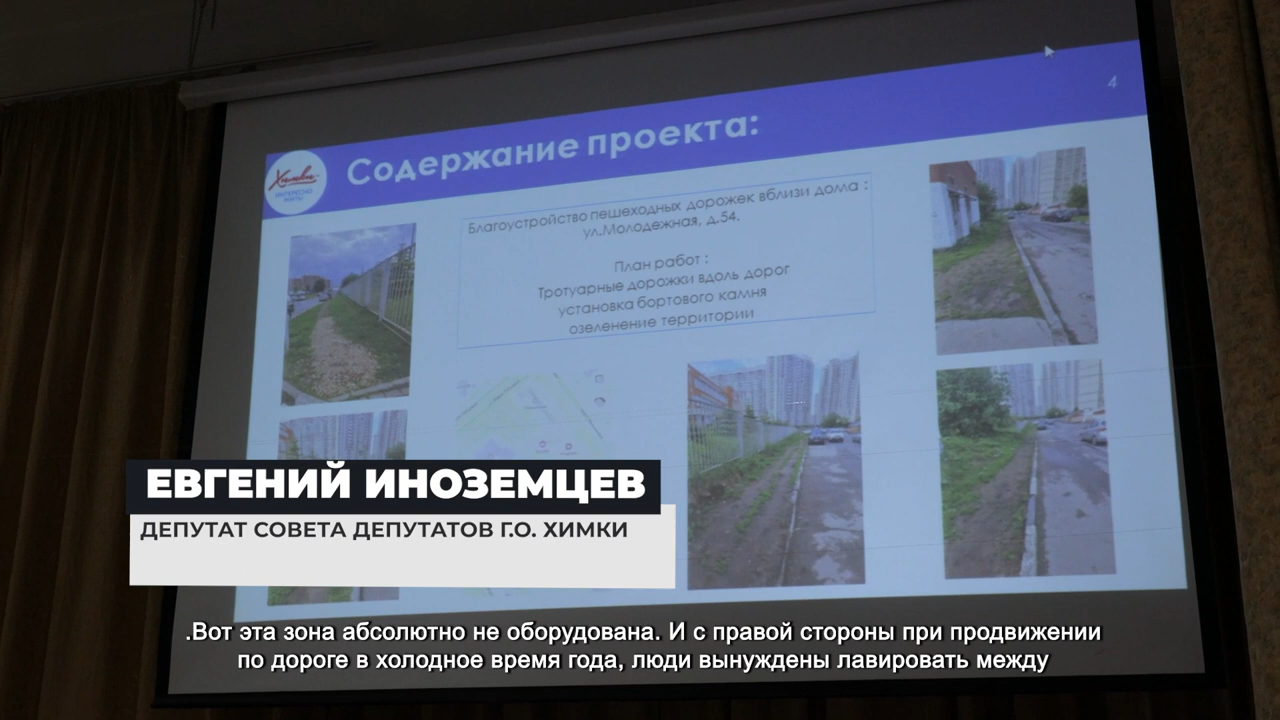 4
Содержание проекта:
Химки
ИНТЕРЕСНО
ЖИТЬ!
Благоустройство пешеходных дорожек вблизи дома :
ул.Молодежная, д.54.
План работ :
Тротуарные дорожки вдоль дорог
установка бортового камня
озеленение территории
ЕВГЕНИЙ ИНОЗЕМЦЕВ
ДЕПУТАТ СОВЕТА ДЕПУТАТОВ Г.О. ХИМКИ
.Вот эта зона абсолютно не оборудована. И с правой стороны при продвижении
по дороге в холодное время года, люди вынуждены лавировать между